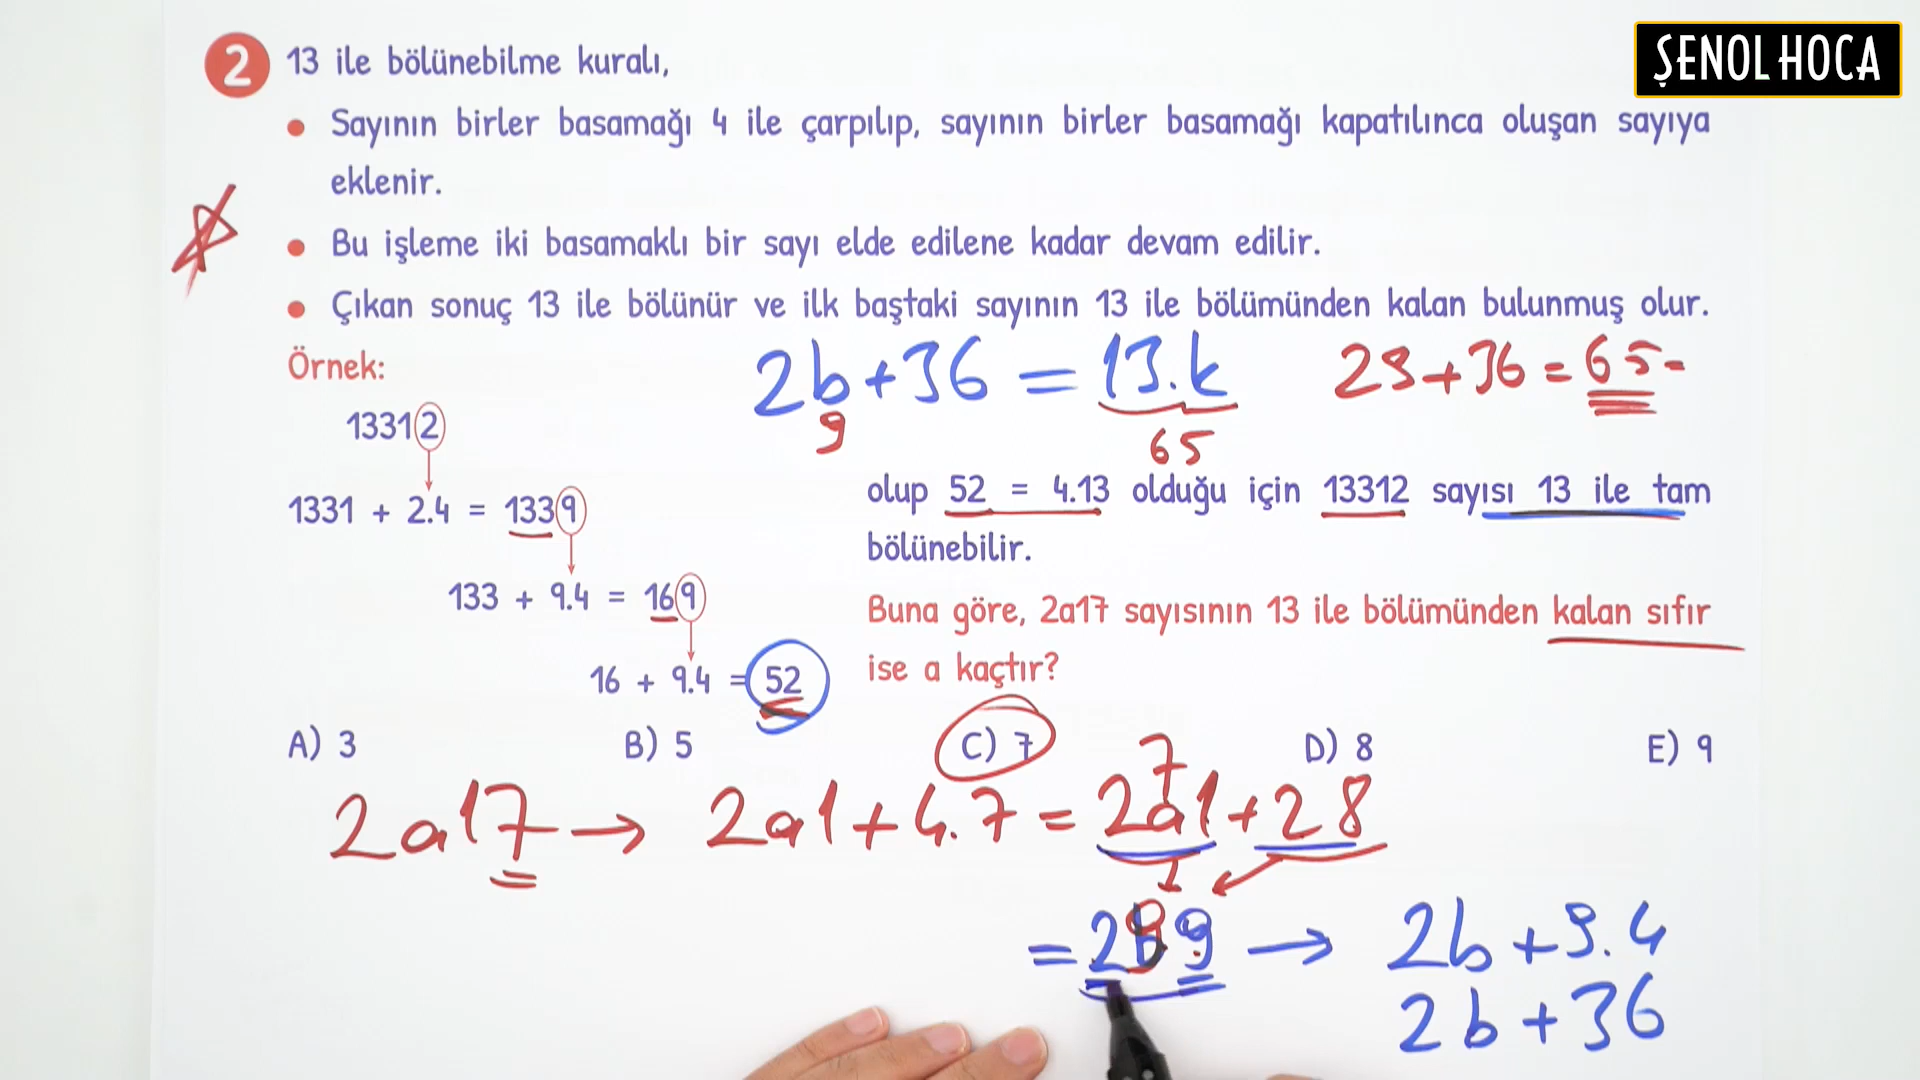 ŞENOL HOCA
2 13 ile bölünebilme kuralı,
• Sayının birler basamağı 4 ile çarpılıp, sayının birler basamağı kapatılınca oluşan sayıya
eklenir.
• Bu işleme iki basamaklı bir sayı elde edilene kadar devam edilir.
• Çıkan sonuç 13 ile bölünür ve ilk baştaki sayının 13 ile bölümünden kalan bulunmuş olur.
Örnek:
2b+36 = 13.k
9
65
29+36=65
13312
1331 + 2.4 = 1339
133 + 9.4 = 169
16 + 9.4 = 52
olup 52 = 4.13 olduğu için 13312 sayısı 13 ile tam
bölünebilir.
Buna göre, 2a17 sayısının 13 ile bölümünden kalan sıfır
ise a kaçtır?
A) 3 B) 5 C) 7 D) 8 E) 9
7
2a17 → 2a1+4.7 = 2a1+28
= 2b9 → 2b+9.4
2b+36